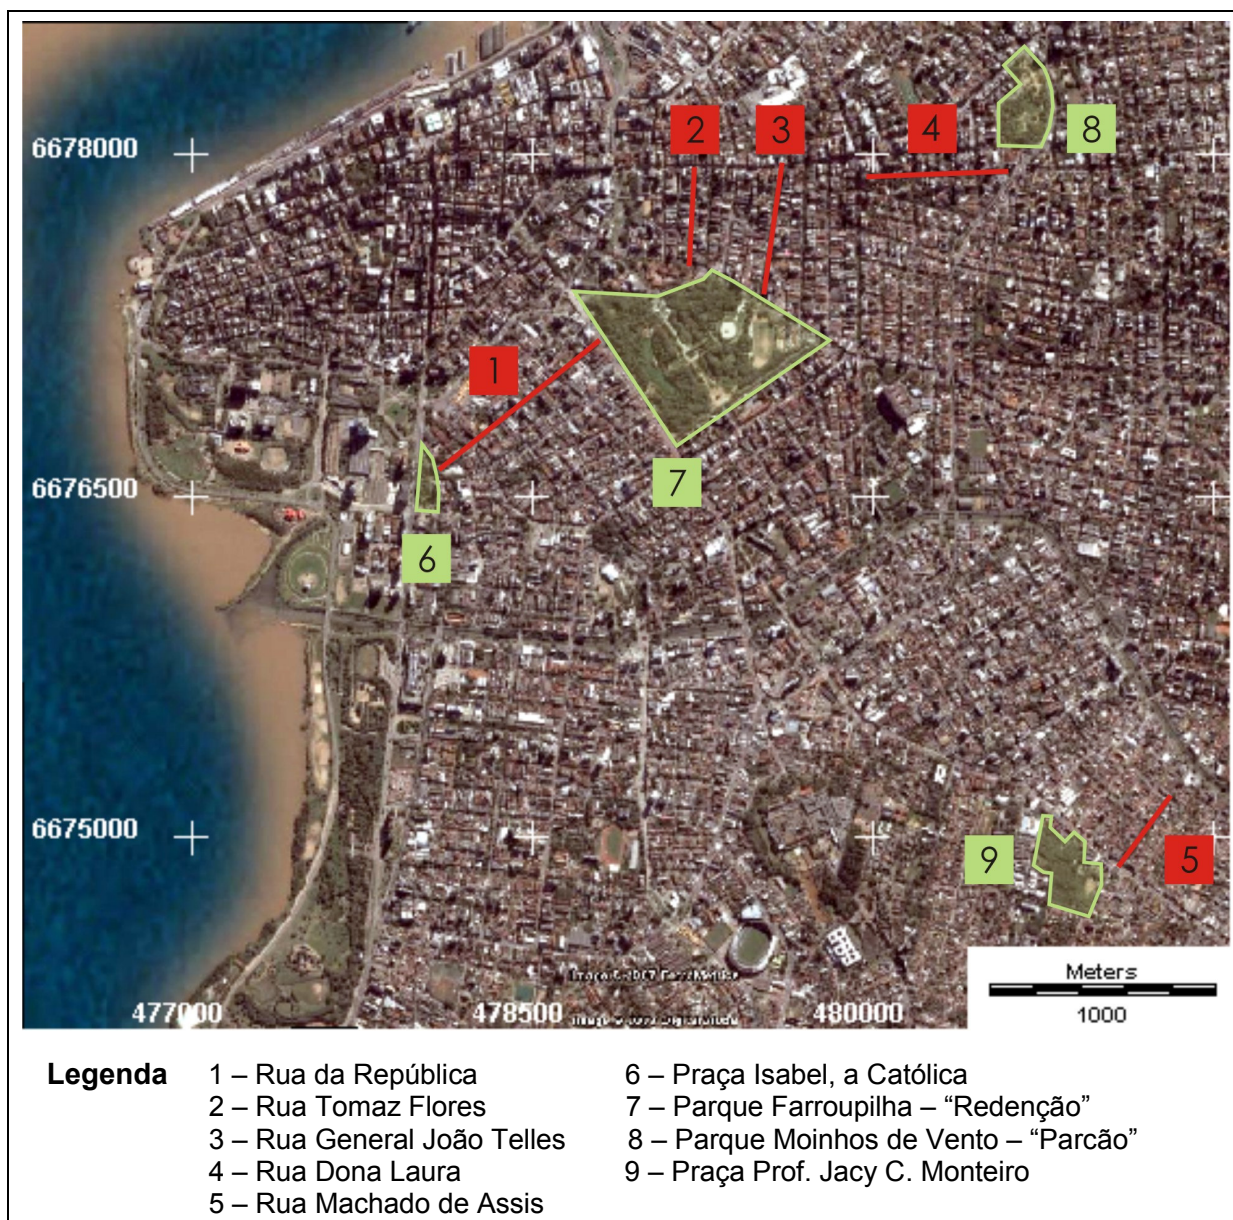 2
3
4
8
6678000
1
7
6676500
6
6675000
9
5
Meters
1000
477000
478500
480000
Legenda
1 – Rua da República
2 – Rua Tomaz Flores
3 – Rua General João Telles
4 – Rua Dona Laura
5 – Rua Machado de Assis
6 – Praça Isabel, a Católica
7 – Parque Farroupilha – “Redenção”
8 – Parque Moinhos de Vento – “Parcão”
9 – Praça Prof. Jacy C. Monteiro